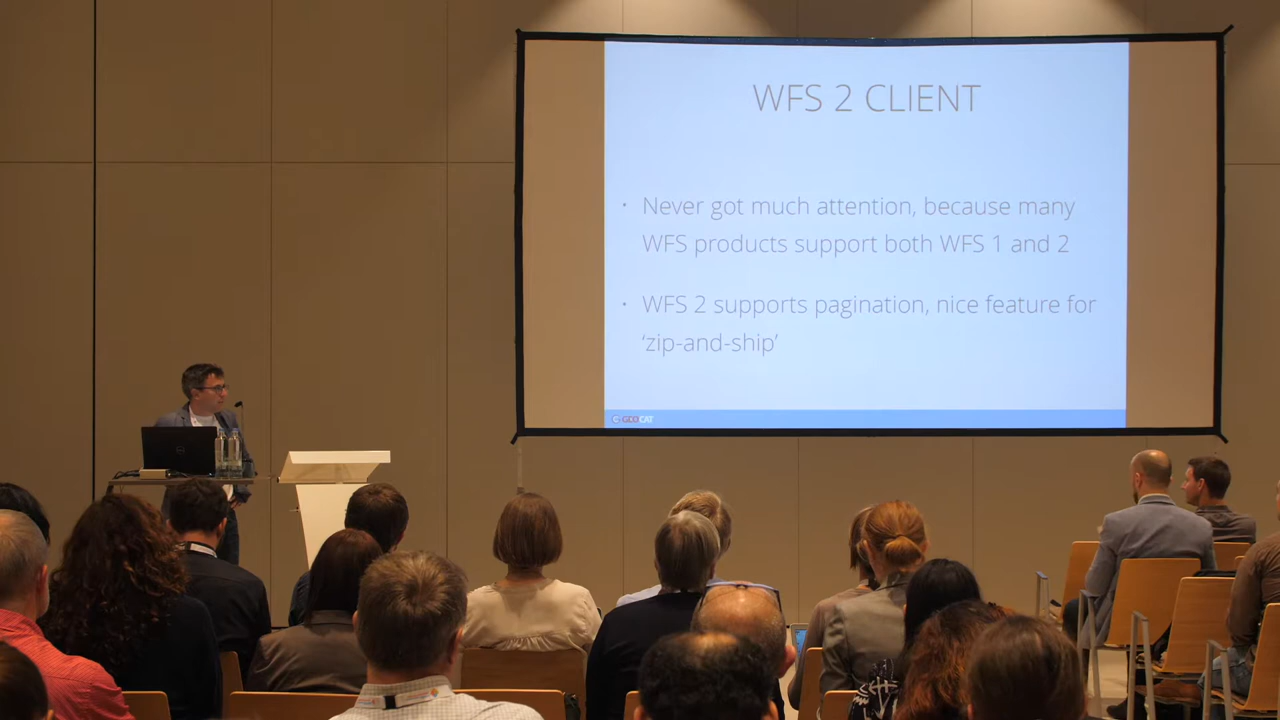 WFS 2 CLIENT
• Never got much attention, because many
WFS products support both WFS 1 and 2
• WFS 2 supports pagination, nice feature for
‘zip-and-ship’
GEOCAT